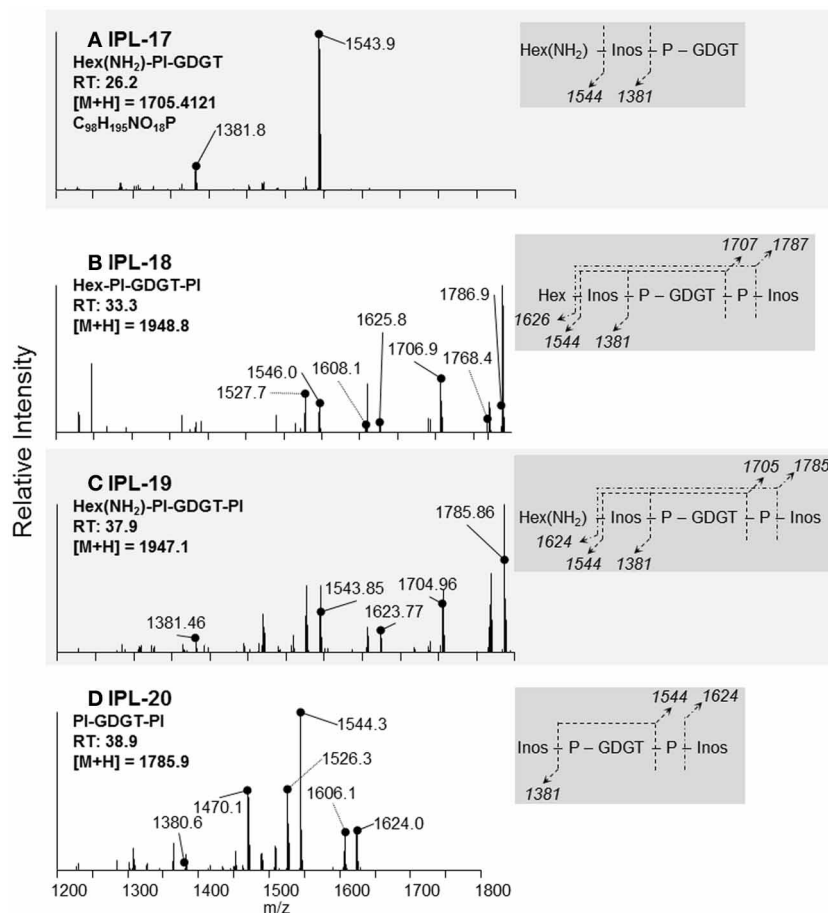 Relative Intensity
A IPL-17
Hex(NH₂)-PI-GDGT
RT: 26.2
[M+H] = 1705.4121
C₉₈H₁₉₅NO₁₈P
1381.8
1543.9
Hex(NH₂) Inos P – GDGT
1544 1381
B IPL-18
Hex-PI-GDGT-PI
RT: 33.3
[M+H] = 1948.8
1527.7
1546.0
1608.1
1625.8
1706.9
1768.4
1786.9
1707 1787
Hex Inos P – GDGT P Inos
1626
1544 1381
C IPL-19
Hex(NH₂)-PI-GDGT-PI
RT: 37.9
[M+H] = 1947.1
1381.46
1543.85
1623.77
1704.96
1785.86
1705 1785
Hex(NH₂) Inos P – GDGT P Inos
1624
1544 1381
D IPL-20
PI-GDGT-PI
RT: 38.9
[M+H] = 1785.9
1380.6
1470.1
1544.3
1526.3
1606.1
1624.0
1544 1624
Inos P – GDGT P Inos
1381
1200 1300 1400 1500 1600 1700 1800
m/z